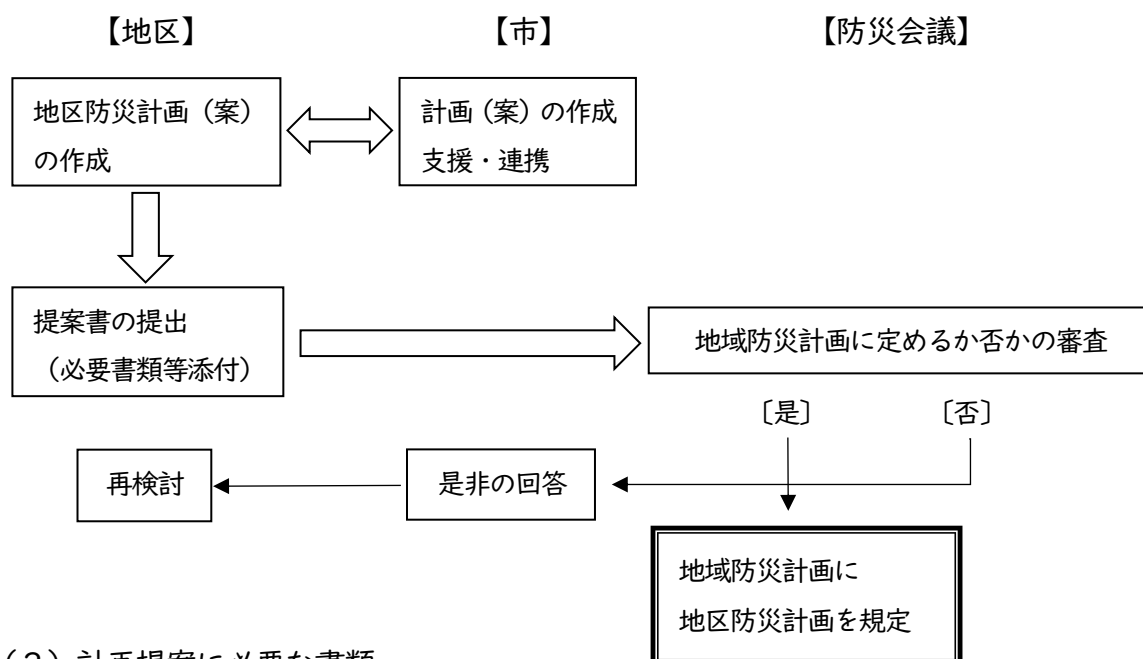 【地区】
【市】
【防災会議】
地区防災計画（案）
の作成
計画（案）の作成
支援・連携
提案書の提出
（必要書類等添付）
地域防災計画に定めるか否かの審査
〔是〕
〔否〕
再検討
是非の回答
地域防災計画に
地区防災計画を規定